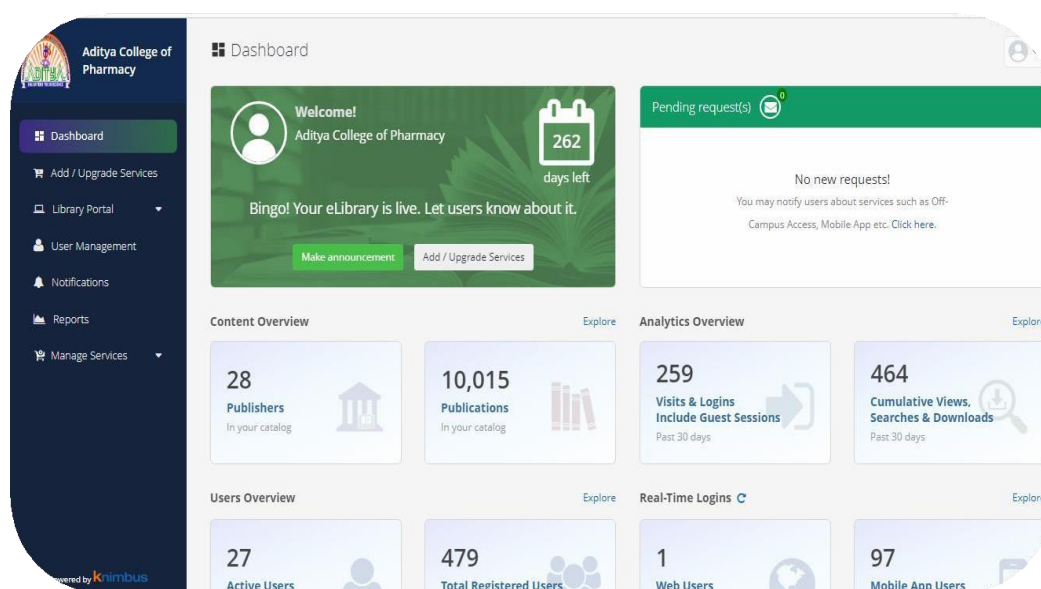 Aditya College of
Pharmacy
Dashboard
Add / Upgrade Services
Library Portal
User Management
Notifications
Reports
Manage Services
Powered by Knimbus
Dashboard
Welcome!
Aditya College of Pharmacy
262
days left
Bingo! Your eLibrary is live. Let users know about it.
Make announcement
Add / Upgrade Services
Pending request(s)
0
No new requests!
You may notify users about services such as Off-
Campus Access, Mobile App etc. Click here.
Content Overview
Explore
28
Publishers
In your catalog
10,015
Publications
In your catalog
Analytics Overview
Explore
259
Visits & Logins
Include Guest Sessions
Past 30 days
464
Cumulative Views,
Searches & Downloads
Past 30 days
Users Overview
Explore
27
Active Users
479
Total Registered Users
Real-Time Logins
Explore
1
Web Users
97
Mobile App Users